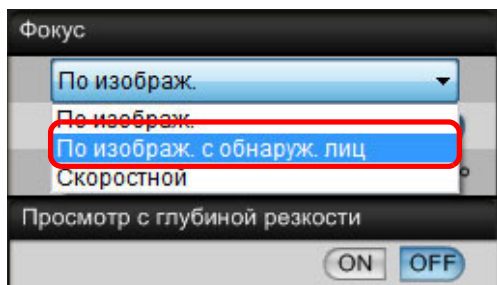 Фокус
По изображ.
По изображ.
По изображ. с обнаруж. лиц
Скоростной
Просмотр с глубиной резкости
ON OFF